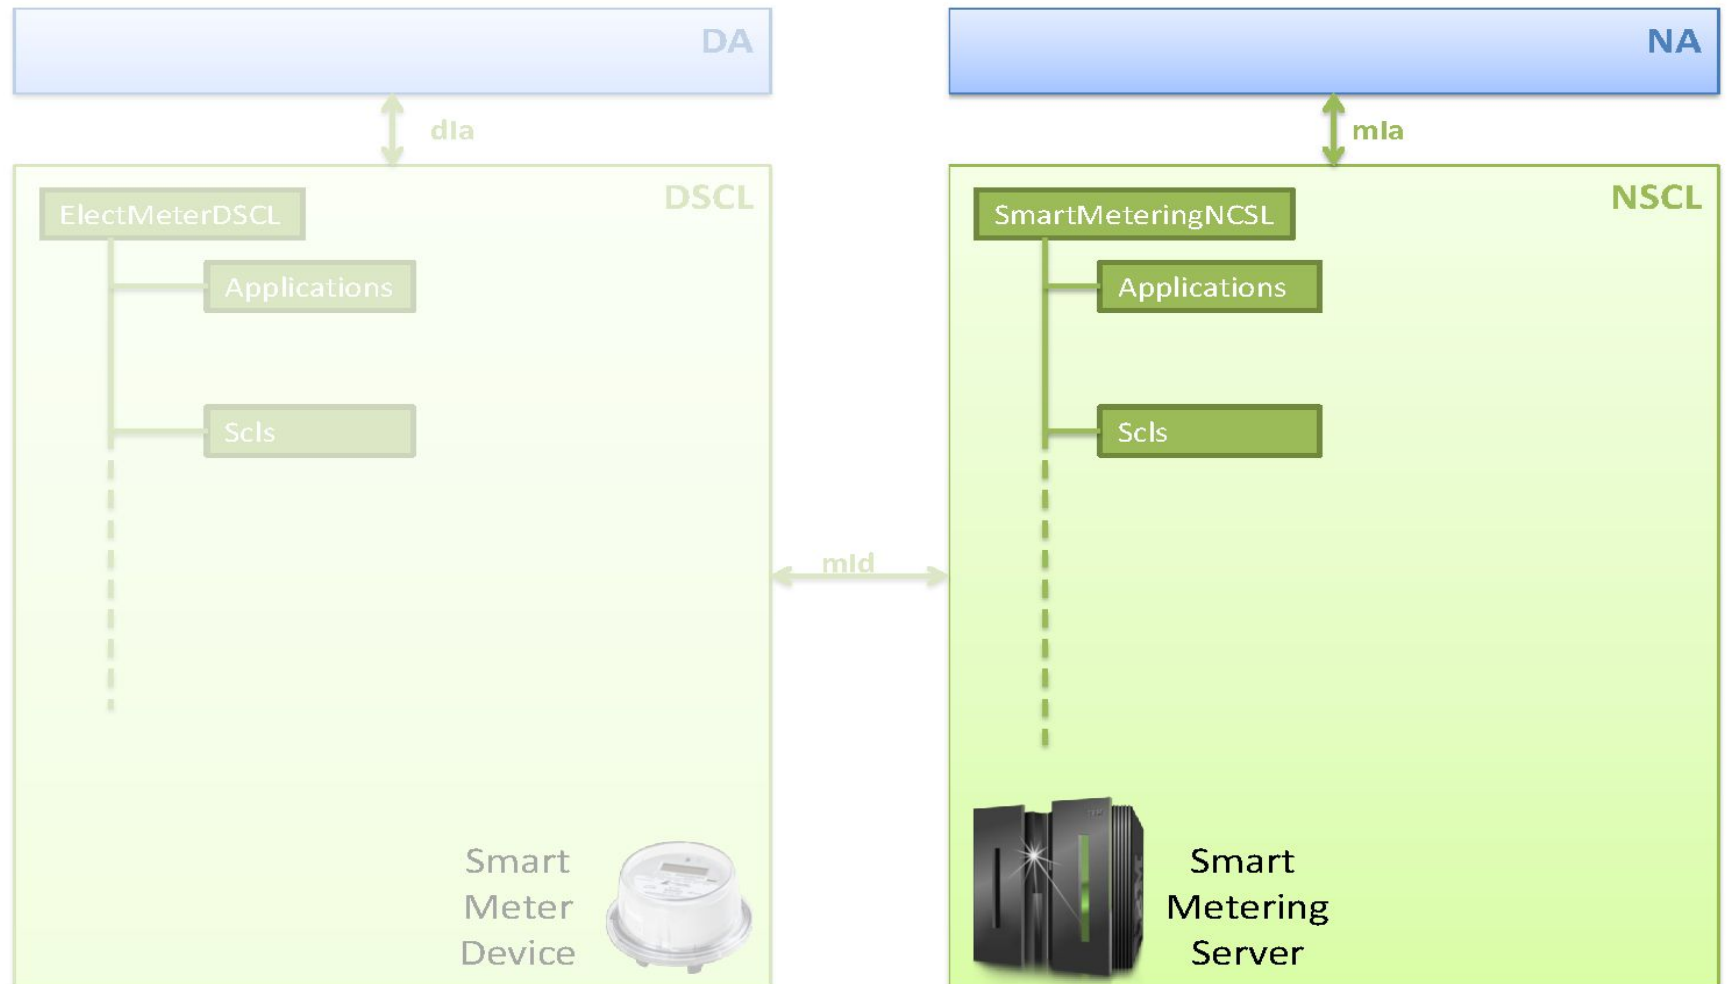 DA
dIa
DSCL
ElectMeterDSCL
Applications
Scls
Smart
Meter
Device
mId
NA
mIa
NSCL
SmartMeteringNCSL
Applications
Scls
Smart
Metering
Server